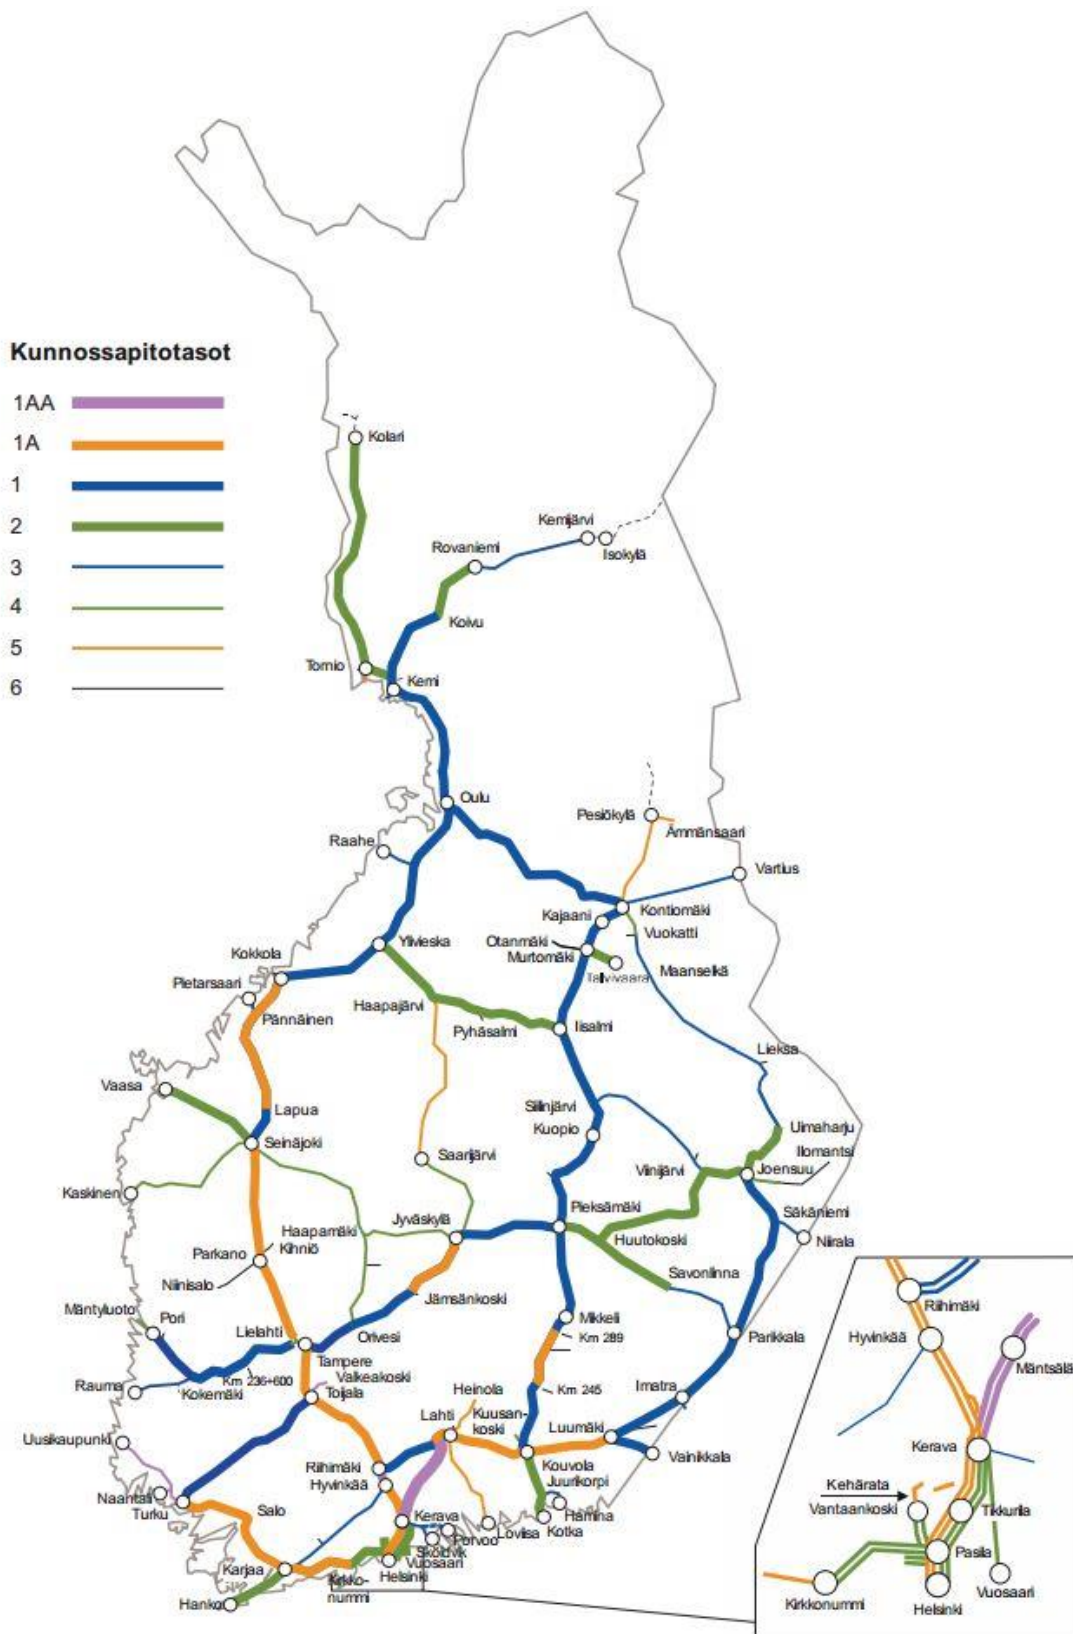 Kunnossapitotasot
1AA
1A
1
2
3
4
5
6
Kolari
Kemijärvi
Rovaniemi
Isokylä
Koivu
Tornio
Kemi
Oulu
Pesiökylä
Ämmänsaari
Raahe
Vartius
Kajaani
Kontiomäki
Vuokatti
Otanmäki
Murtomäki
Kokkola
Ylivieska
Maanselkä
Talvivaara
Pietarsaari
Haapajärvi
Pännäinen
Pyhäsalmi
Iisalmi
Lieksa
Vaasa
Lapua
Siilinjärvi
Kuopio
Uimaharju
Seinäjoki
Ilomantsi
Saarijärvi
Viinijärvi
Joensuu
Kaskinen
Pieksämäki
Säkäniemi
Jyväskylä
Haapamäki
Kihniö
Parkano
Huutokoski
Niirala
Niinisalo
Savonlinna
Jämsänkoski
Mäntyluoto
Pori
Mikkeli
Km 289
Parikkala
Lielahti
Orivesi
Tampere
Valkeakoski
Km 236+600
Rauma
Kokemäki
Toijala
Heinola
Km 245
Imatra
Lahti
Kuusan-
koski
Luumäki
Uusikaupunki
Kouvola
Vainikkala
Riihimäki
Hyvinkää
Juurikorpi
Naantali
Turku
Salo
Kerava
Hamina
Kotka
Loviisa
Porvoo
Sköldvik
Vuosaari
Helsinki
Karjaa
Kirkko-
nummi
Hanko
Riihimäki
Hyvinkää
Mäntsälä
Kerava
Kehärata
Vantaankoski
Tikkurila
Pasila
Kirkkonummi
Helsinki
Vuosaari